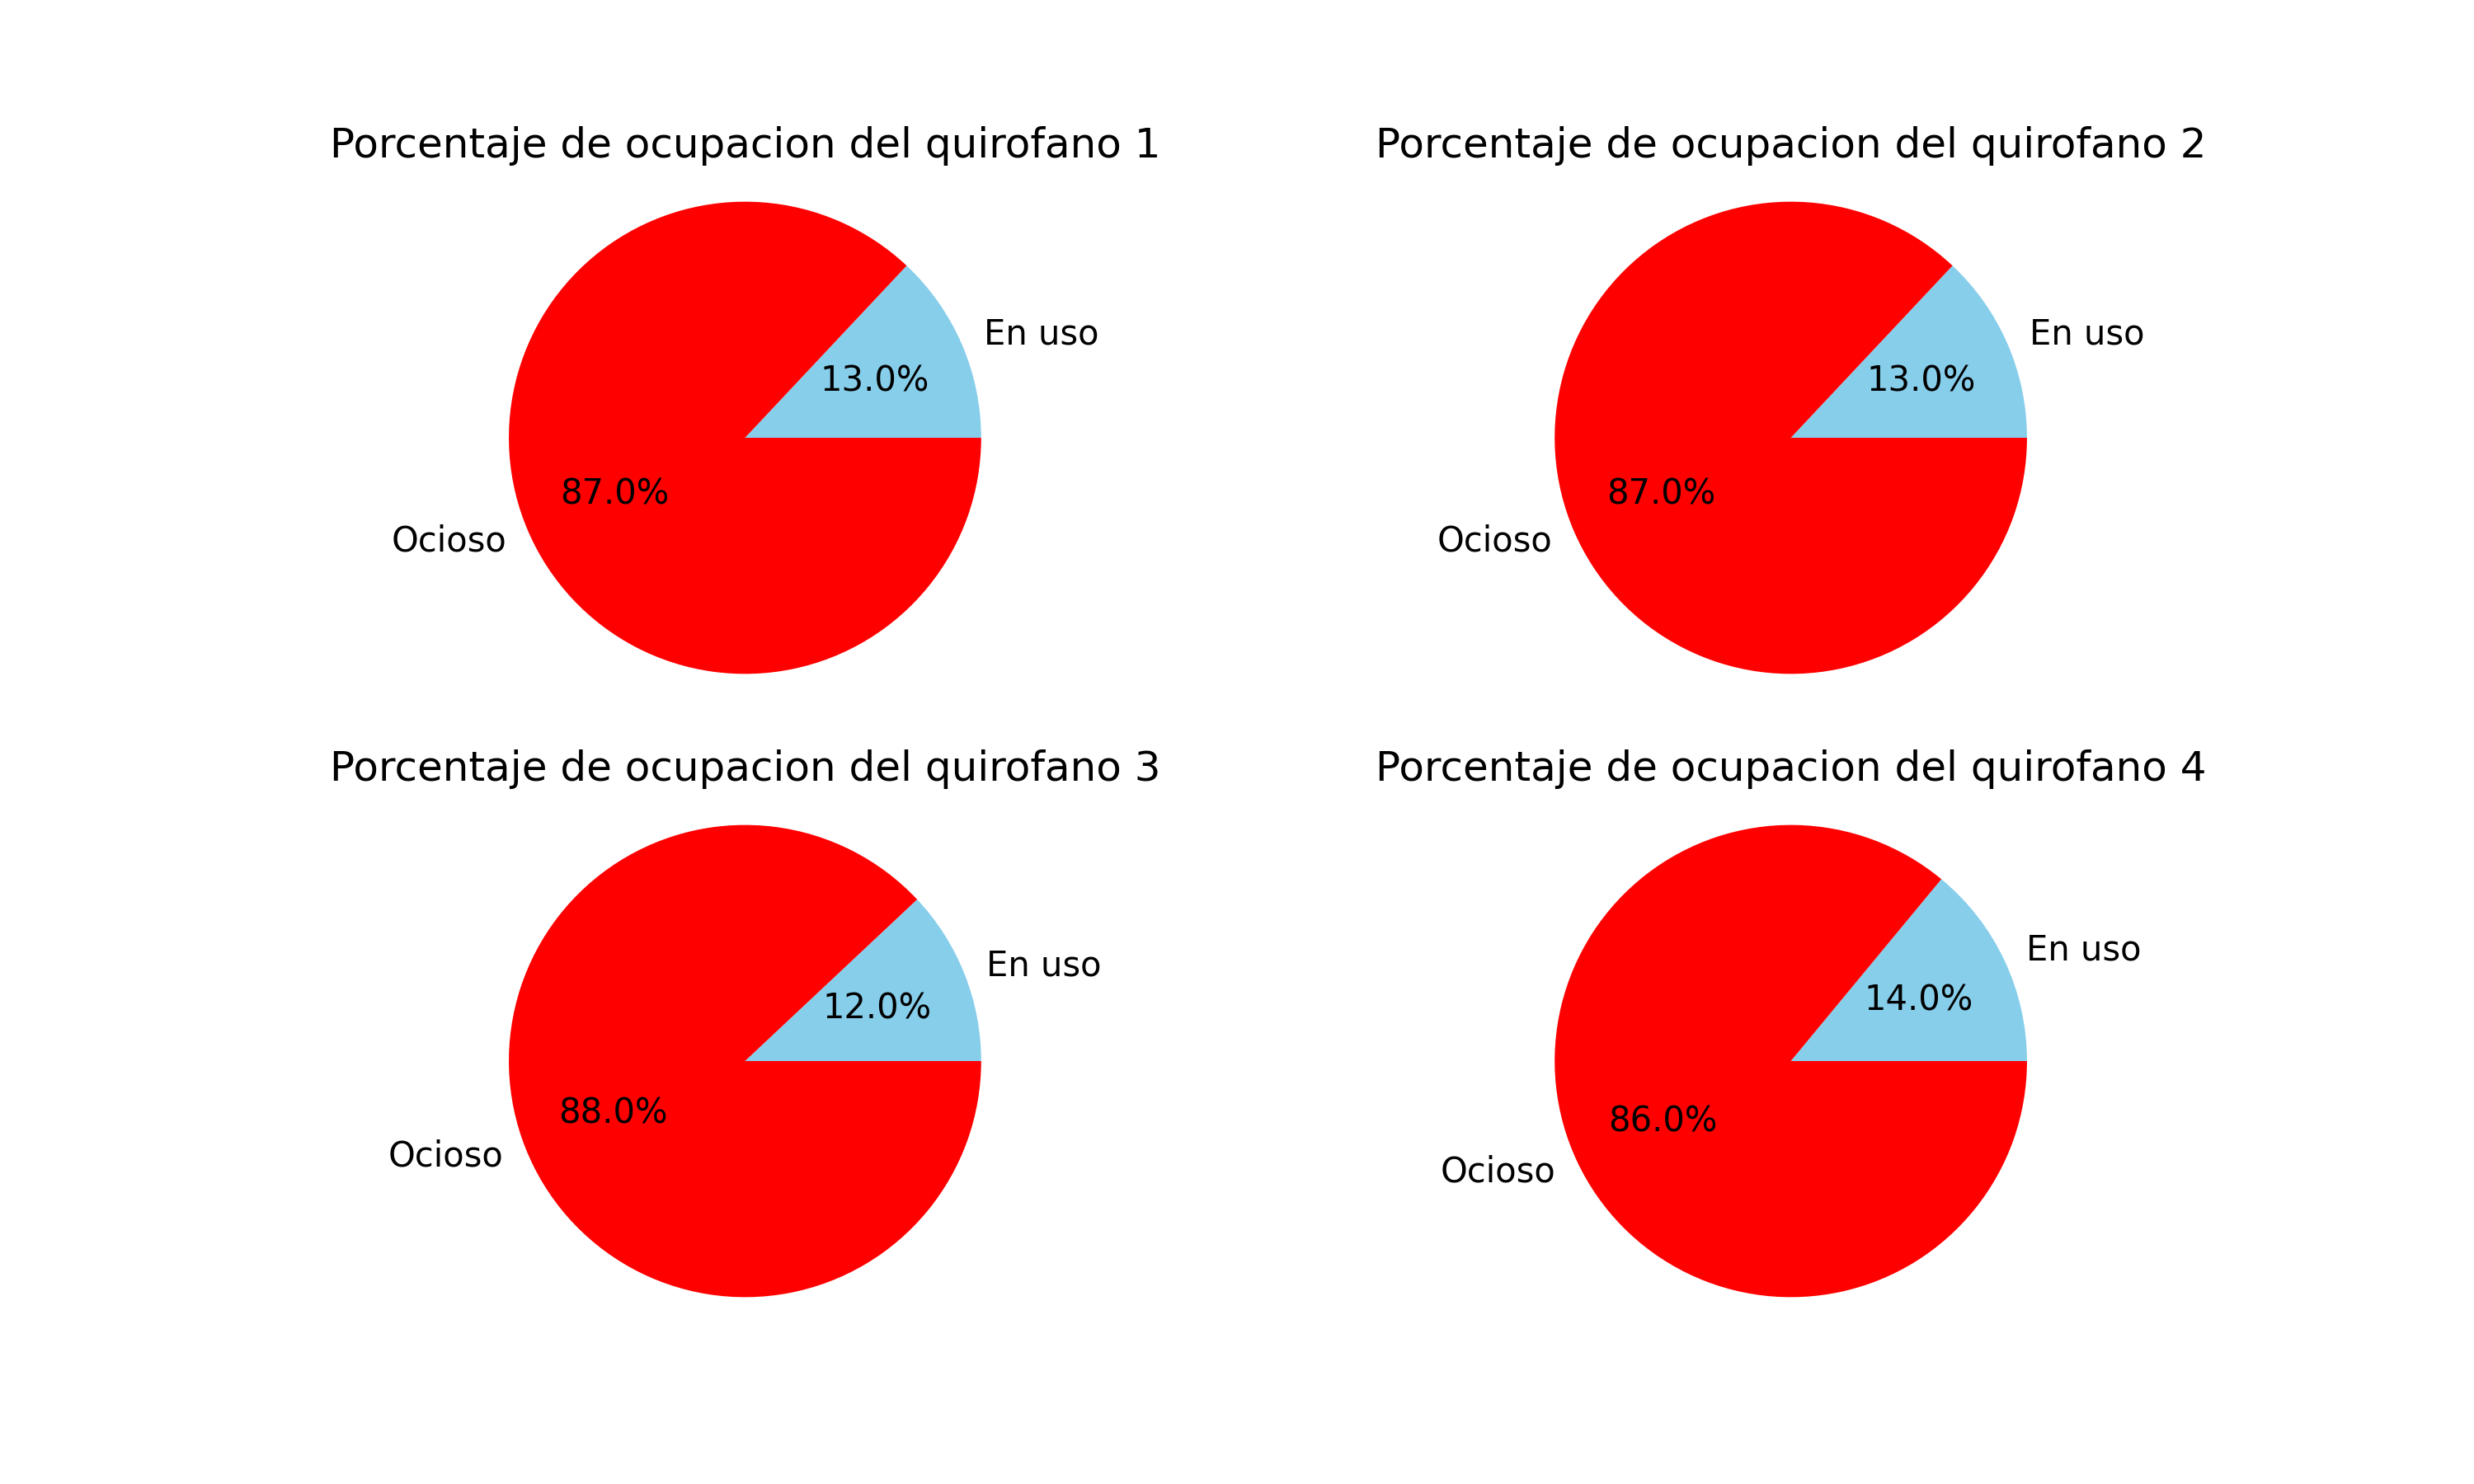 Porcentaje de ocupacion del quirofano 1
En uso
13.0%
87.0%
Ocioso
Porcentaje de ocupacion del quirofano 2
En uso
13.0%
87.0%
Ocioso
Porcentaje de ocupacion del quirofano 3
En uso
12.0%
88.0%
Ocioso
Porcentaje de ocupacion del quirofano 4
En uso
14.0%
86.0%
Ocioso